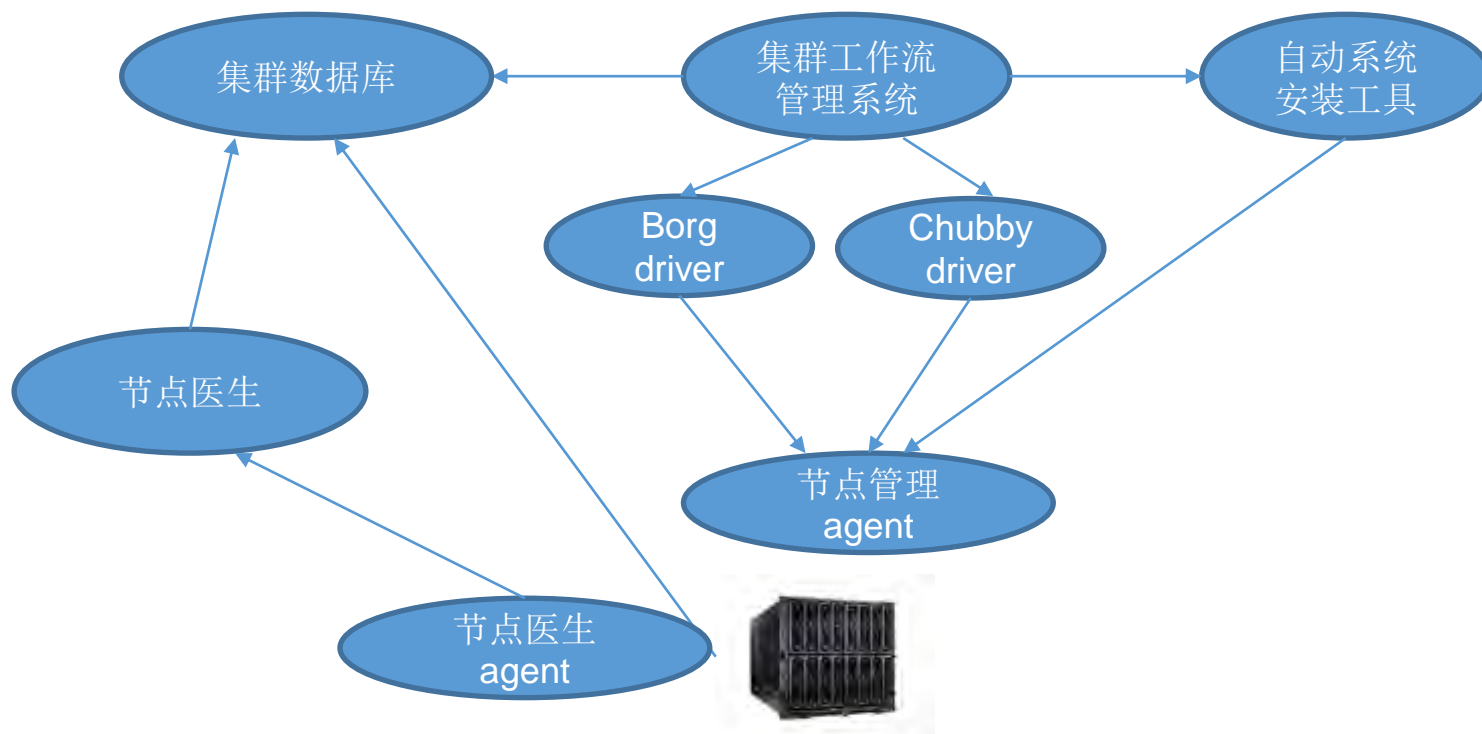 集群数据库
集群工作流
管理系统
自动系统
安装工具
Borg
driver
Chubby
driver
节点医生
节点管理
agent
节点医生
agent